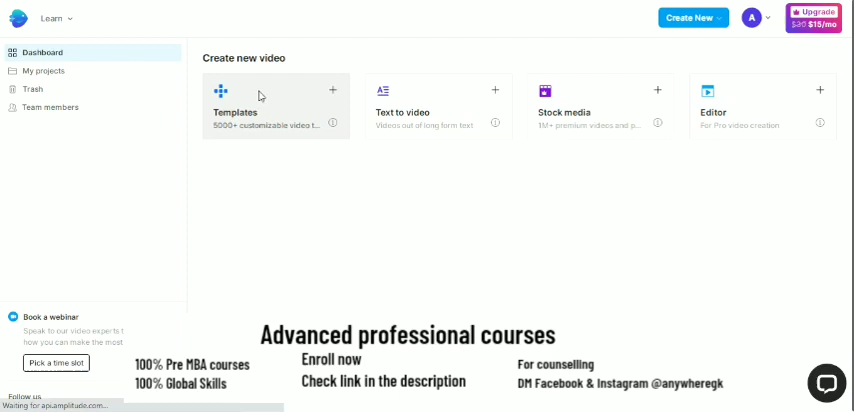 Learn
Create New
A
Upgrade
$30 $15/mo
Dashboard
My projects
Trash
Team members
Create new video
Templates
5000+ customizable video t...
Text to video
Videos out of long form text
Stock media
1M+ premium videos and p...
Editor
For Pro video creation
Book a webinar
Speak to our video experts t
how you can make the most
Pick a time slot
Follow us
Waiting for api.amplitude.com...
Advanced professional courses
100% Pre MBA courses
100% Global Skills
Enroll now
Check link in the description
For counselling
DM Facebook & Instagram @anywheregk